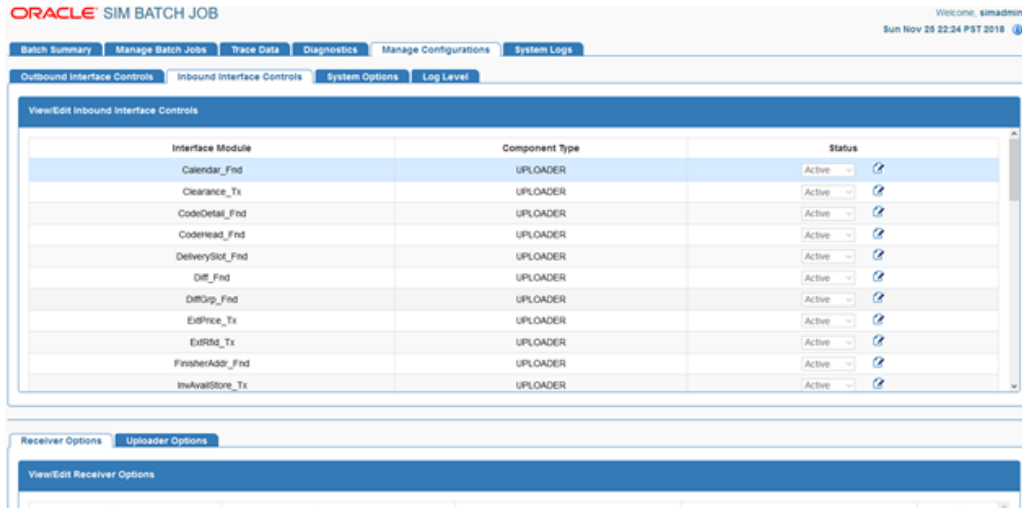 ORACLE SIM BATCH JOB
Welcome, simadmin
Sun Nov 25 22:24 PST 2018
Batch Summary Manage Batch Jobs Trace Data Diagnostics Manage Configurations System Logs
Outbound Interface Controls Inbound Interface Controls System Options Log Level
View/Edit Inbound Interface Controls
Interface Module Component Type Status
Calendar_Fnd UPLOADER Active
Clearance_Tx UPLOADER Active
CodeDetail_Fnd UPLOADER Active
CodeHead_Fnd UPLOADER Active
DeliverySlot_Fnd UPLOADER Active
Diff_Fnd UPLOADER Active
DiffGrp_Fnd UPLOADER Active
ExtPrice_Tx UPLOADER Active
ExtRfid_Tx UPLOADER Active
FinisherAddr_Fnd UPLOADER Active
InvAvailStore_Tx UPLOADER Active
Receiver Options Uploader Options
View/Edit Receiver Options